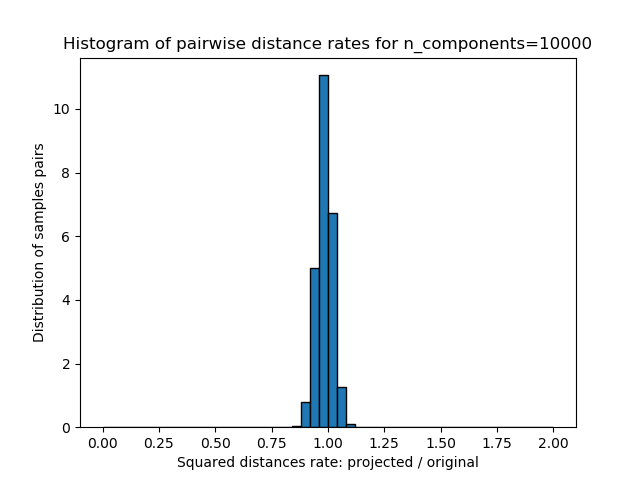 Histogram of pairwise distance rates for n_components=10000
Distribution of samples pairs
10
8
6
4
2
0
0.00 0.25 0.50 0.75 1.00 1.25 1.50 1.75 2.00
Squared distances rate: projected / original